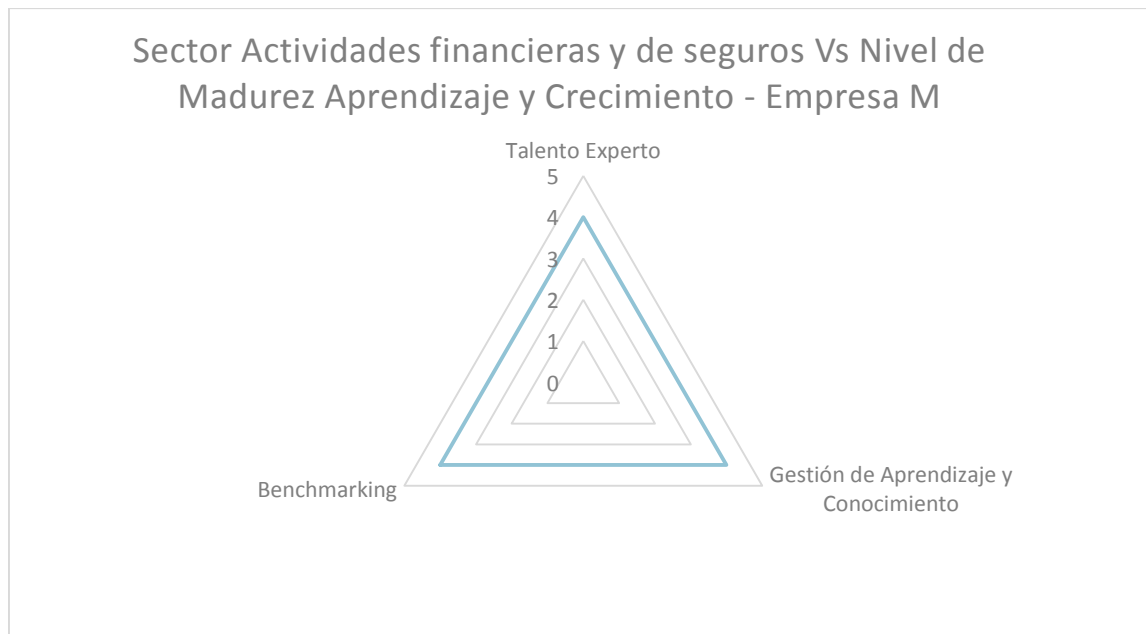 Sector Actividades financieras y de seguros Vs Nivel de
Madurez Aprendizaje y Crecimiento - Empresa M
Talento Experto
5
4
3
2
1
0
Benchmarking
Gestión de Aprendizaje y
Conocimiento